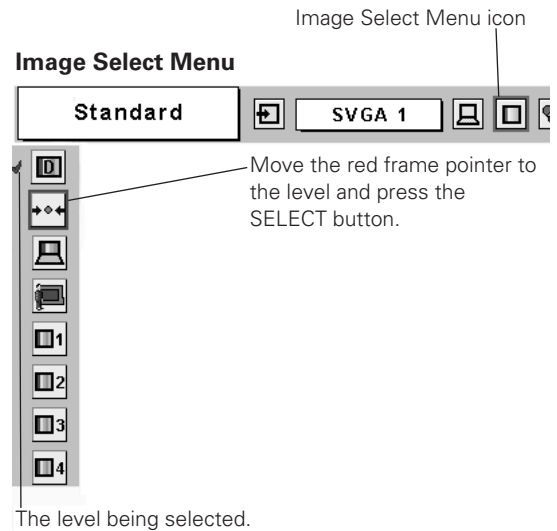 Image Select Menu icon
Image Select Menu
Standard
SVGA 1
D
Move the red frame pointer to
the level and press the
SELECT button.
1
2
3
4
The level being selected.